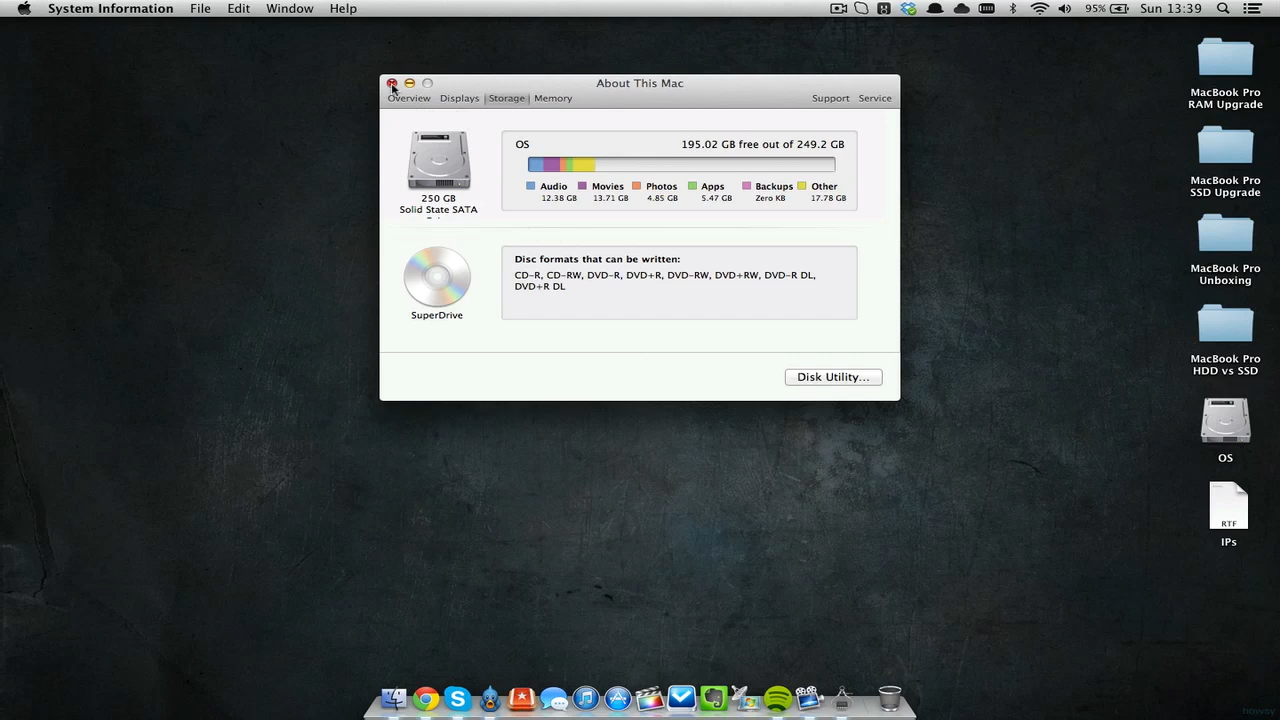 System Information File Edit Window Help
95% Sun 13:39
About This Mac
Overview Displays Storage Memory Support Service
250 GB
Solid State SATA
OS 195.02 GB free out of 249.2 GB
Audio Movies Photos Apps Backups Other
12.38 GB 13.71 GB 4.85 GB 5.47 GB Zero KB 17.78 GB
SuperDrive
Disc formats that can be written:
CD-R, CD-RW, DVD-R, DVD+R, DVD-RW, DVD+RW, DVD-R DL,
DVD+R DL
Disk Utility...
MacBook Pro
RAM Upgrade
MacBook Pro
SSD Upgrade
MacBook Pro
Unboxing
MacBook Pro
HDD vs SSD
OS
RTF
IPs